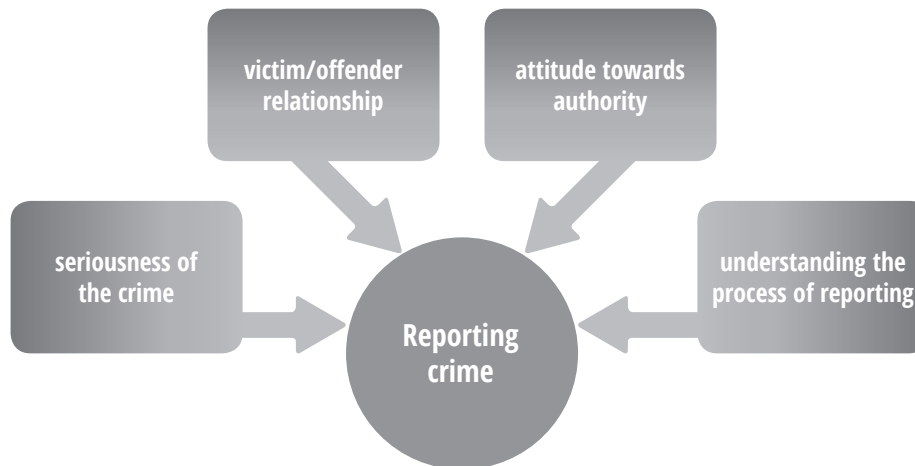 victim/offender
relationship
attitude towards
authority
seriousness of
the crime
understanding the
process of reporting
Reporting
crime